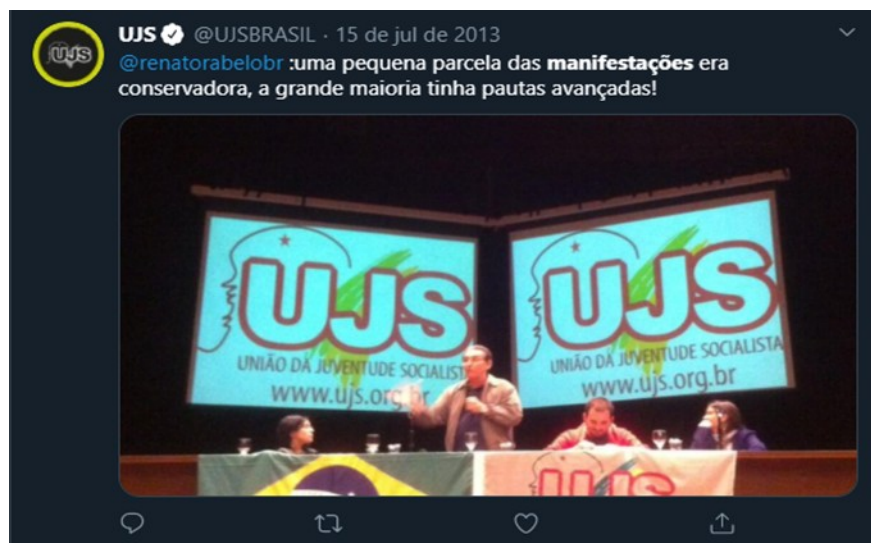 UJS @UJSBRASIL · 15 de jul de 2013
@renatorabelobr :uma pequena parcela das manifestações era
conservadora, a grande maioria tinha pautas avançadas!
UJS
UNIÃO DA JUVENTUDE SOCIALISTA
www.ujs.org.br
UJS
UNIÃO DA JUVENTUDE SOCIALISTA
www.ujs.org.br
UJS